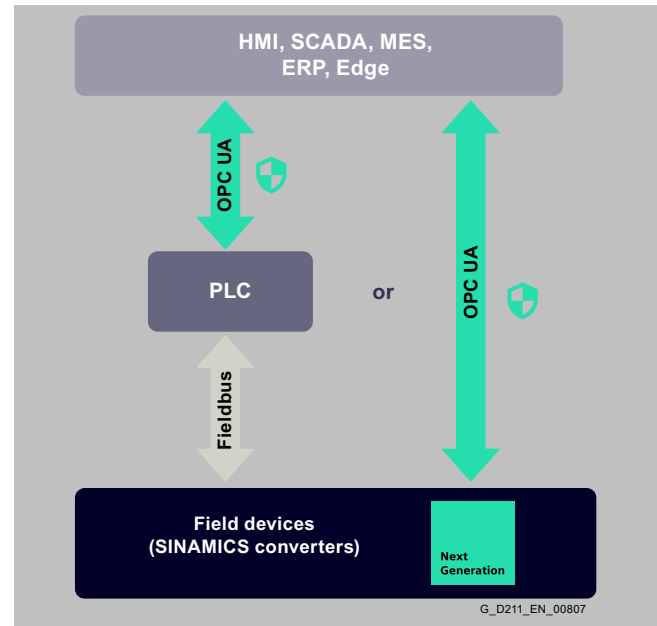 HMI, SCADA, MES,
ERP, Edge
OPC UA
OPC UA
PLC
or
Fieldbus
Field devices
(SINAMICS converters)
Next
Generation
G_D211_EN_00807